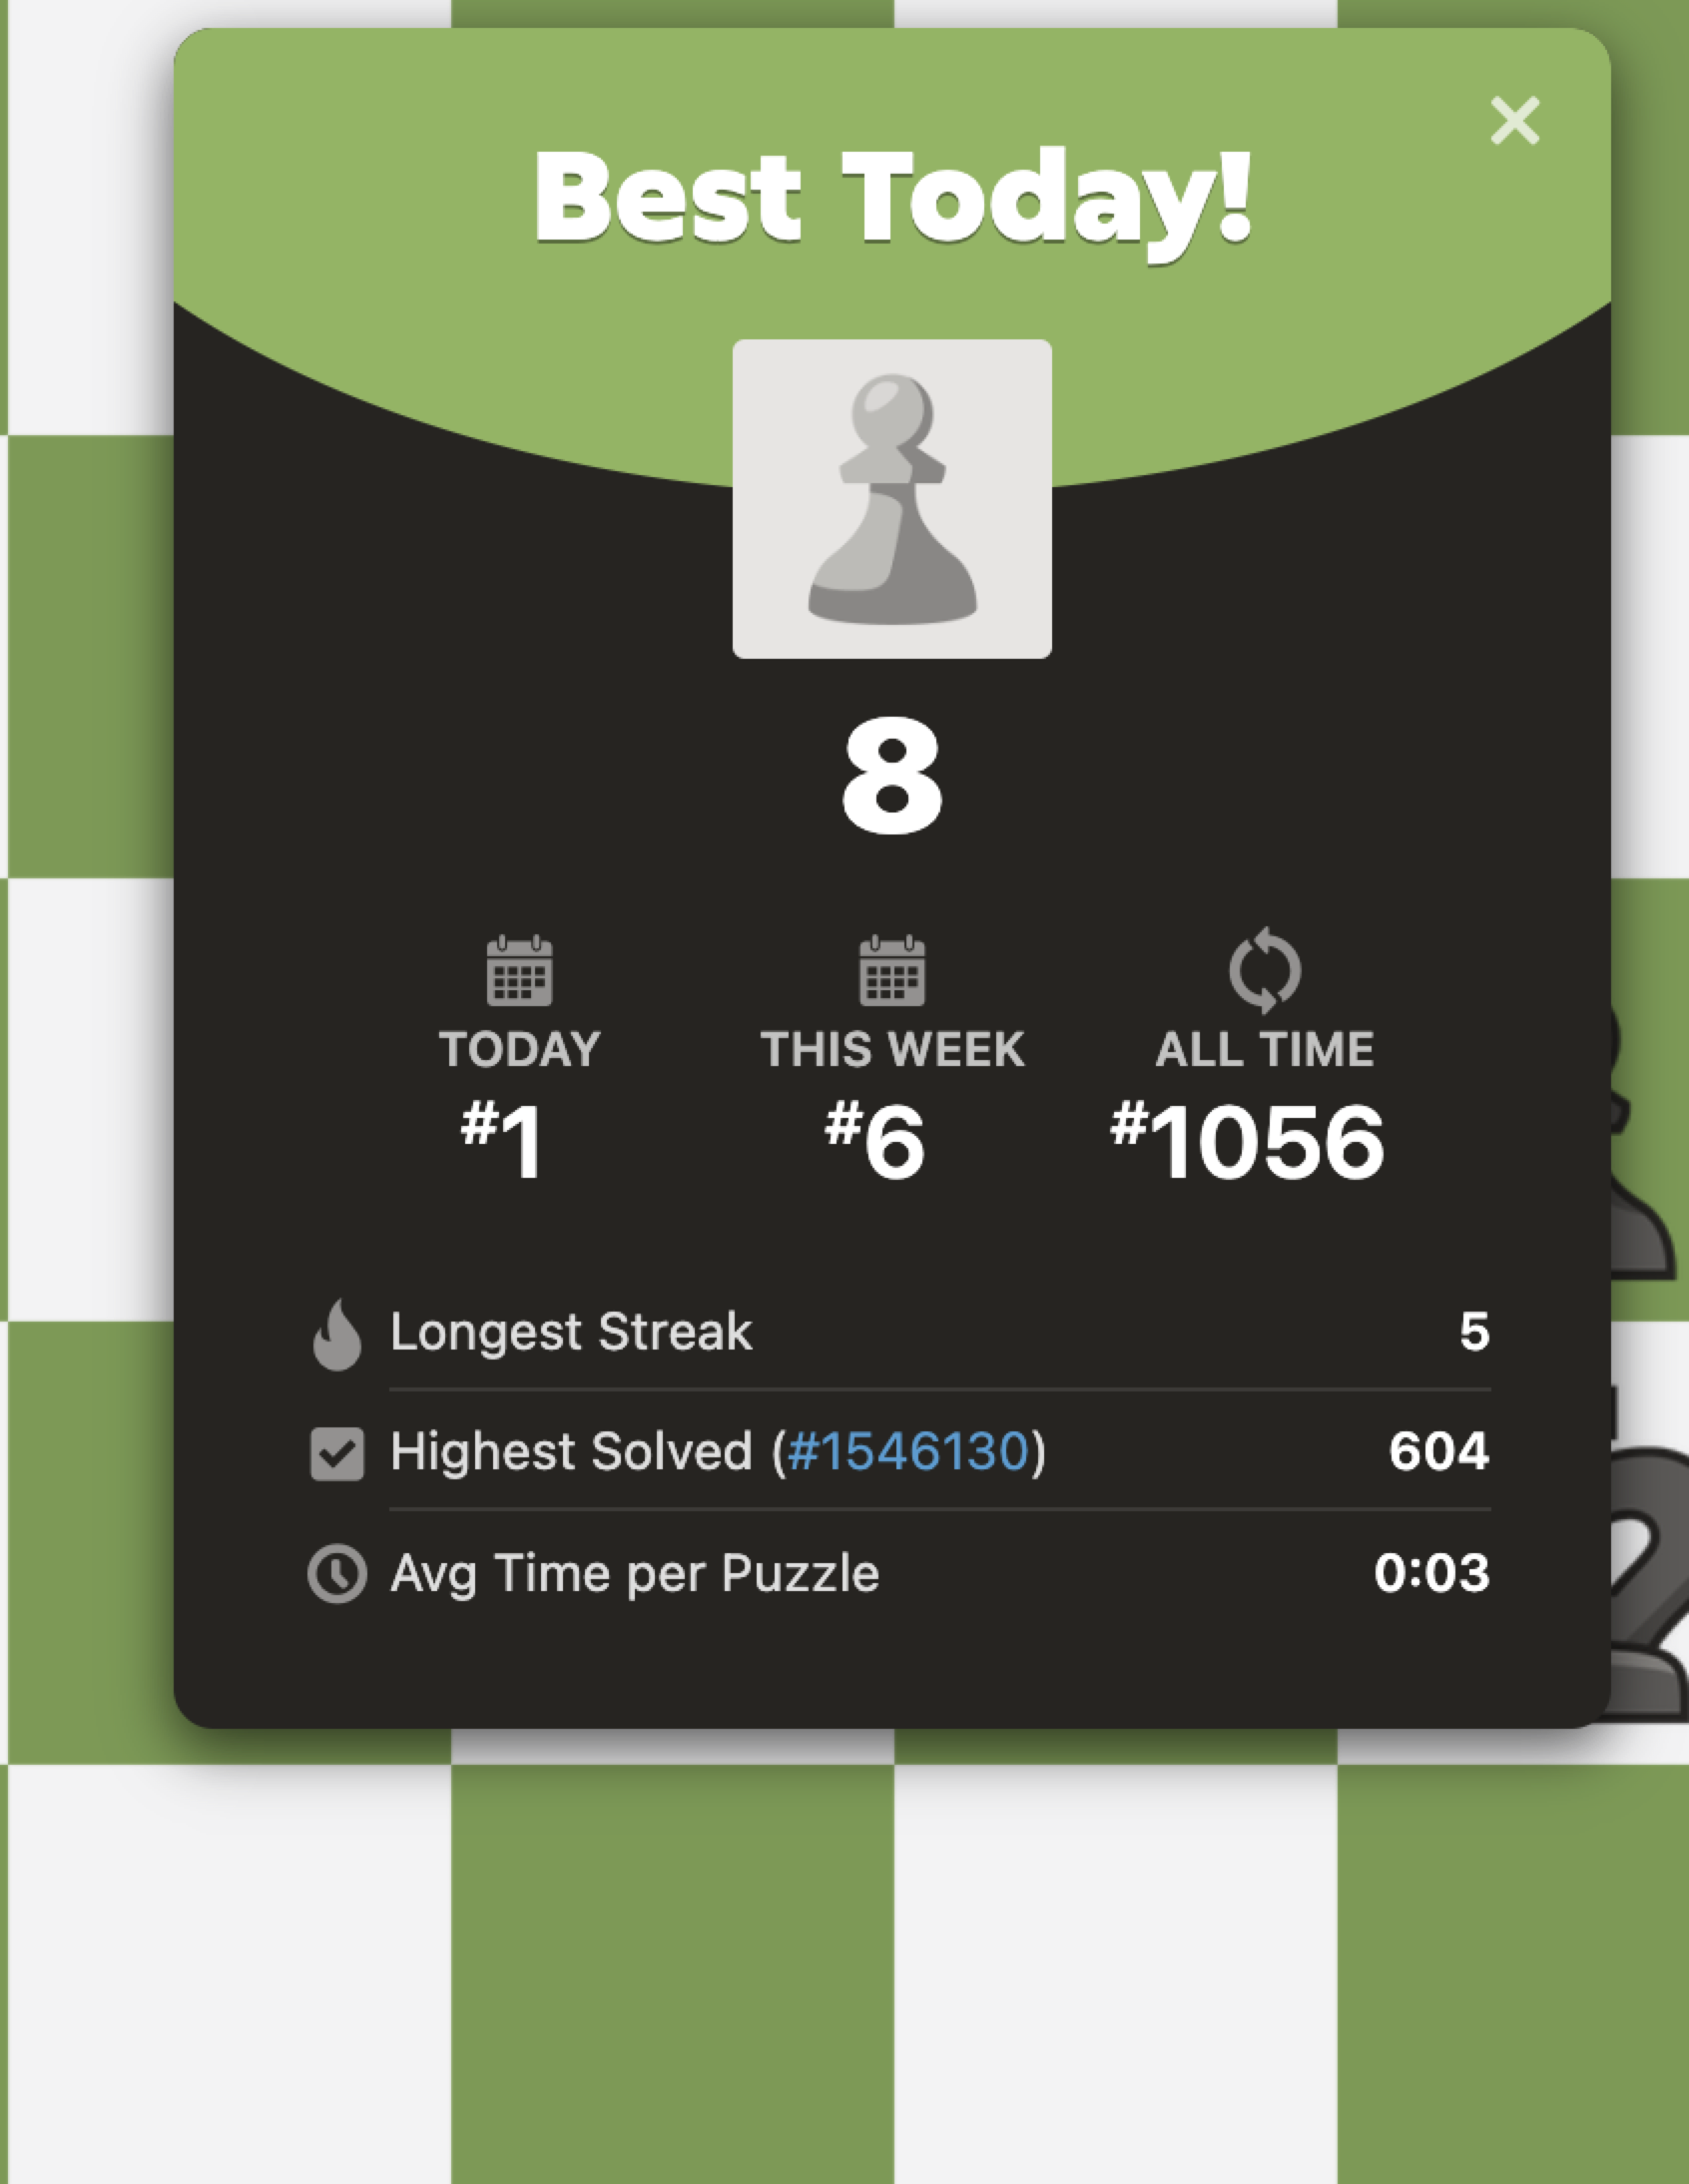 Best Today!
8
TODAY THIS WEEK ALL TIME
#1 #6 #1056
Longest Streak 5
Highest Solved (#1546130) 604
Avg Time per Puzzle 0:03